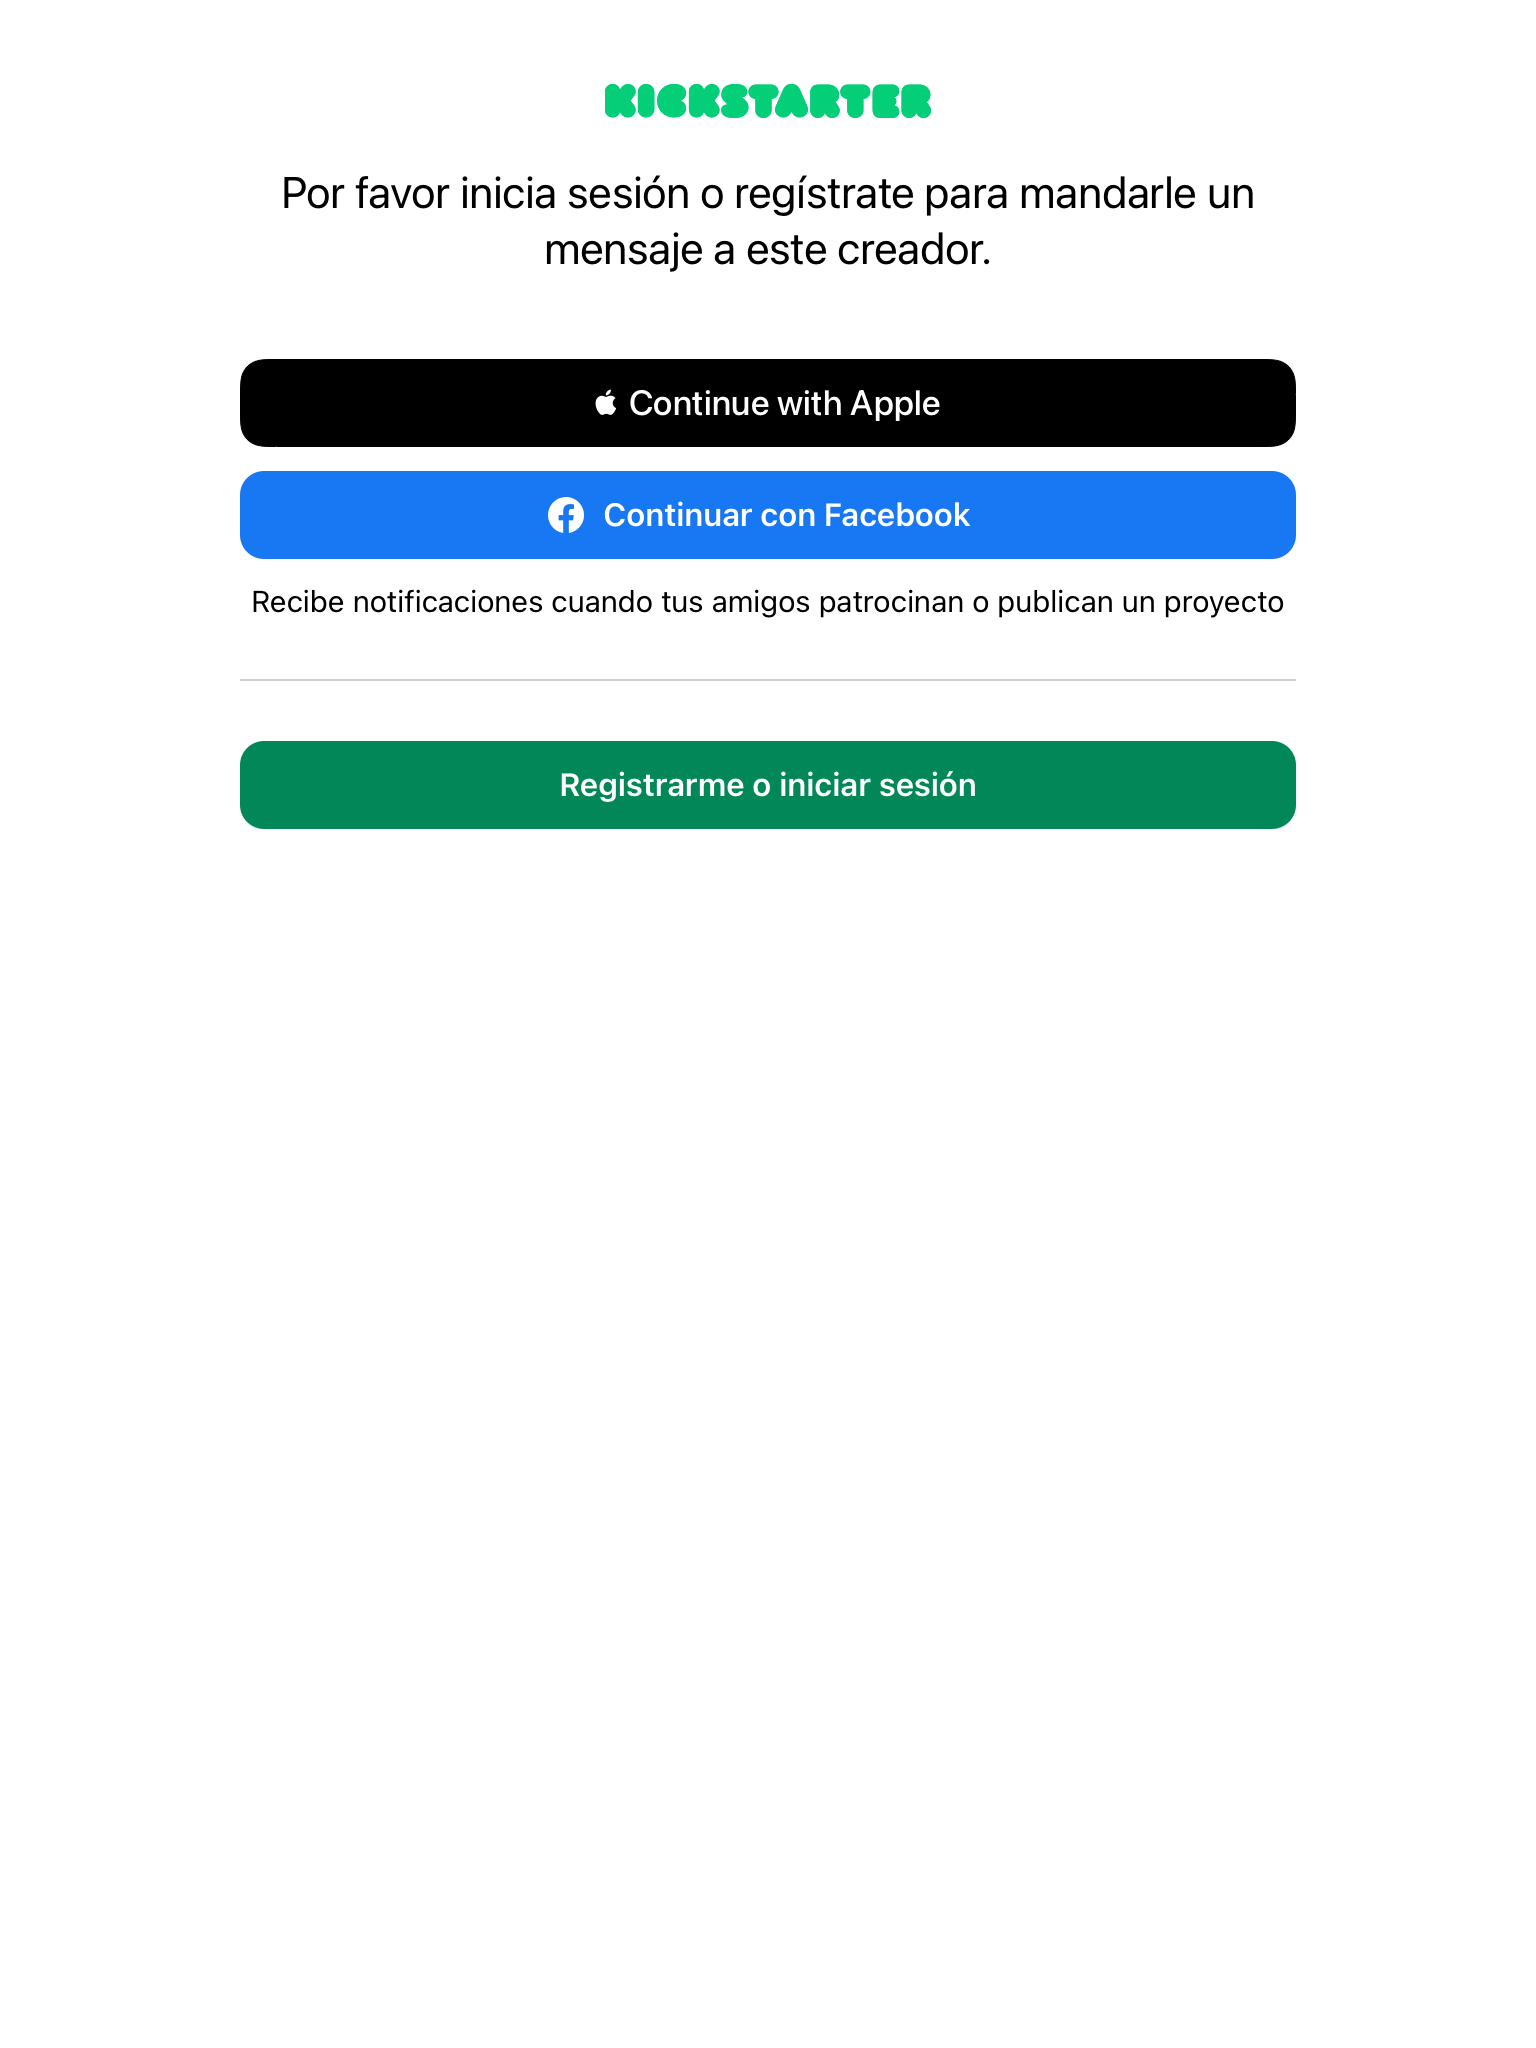 KICKSTARTER
Por favor inicia sesión o regístrate para mandarle un
mensaje a este creador.
Continue with Apple
Continuar con Facebook
Recibe notificaciones cuando tus amigos patrocinan o publican un proyecto
Registrarme o iniciar sesión